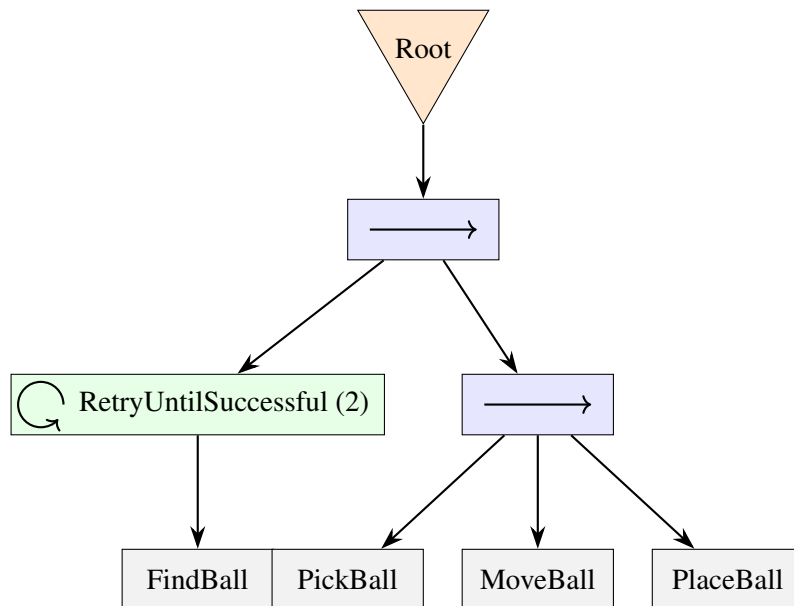 Root
RetryUntilSuccessful (2)
FindBall
PickBall
MoveBall
PlaceBall